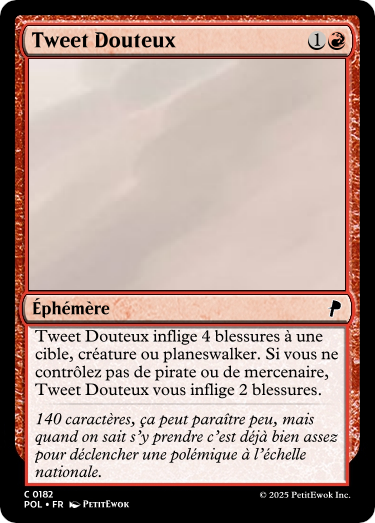 Tweet Douteux 1
Éphémère
Tweet Douteux inflige 4 blessures à une
cible, créature ou planeswalker. Si vous ne
contrôlez pas de pirate ou de mercenaire,
Tweet Douteux vous inflige 2 blessures.
140 caractères, ça peut paraître peu, mais
quand on sait s'y prendre c'est déjà bien assez
pour déclencher une polémique à l'échelle
nationale.
C 0182
POL • FR PetitEwok
© 2025 PetitEwok Inc.